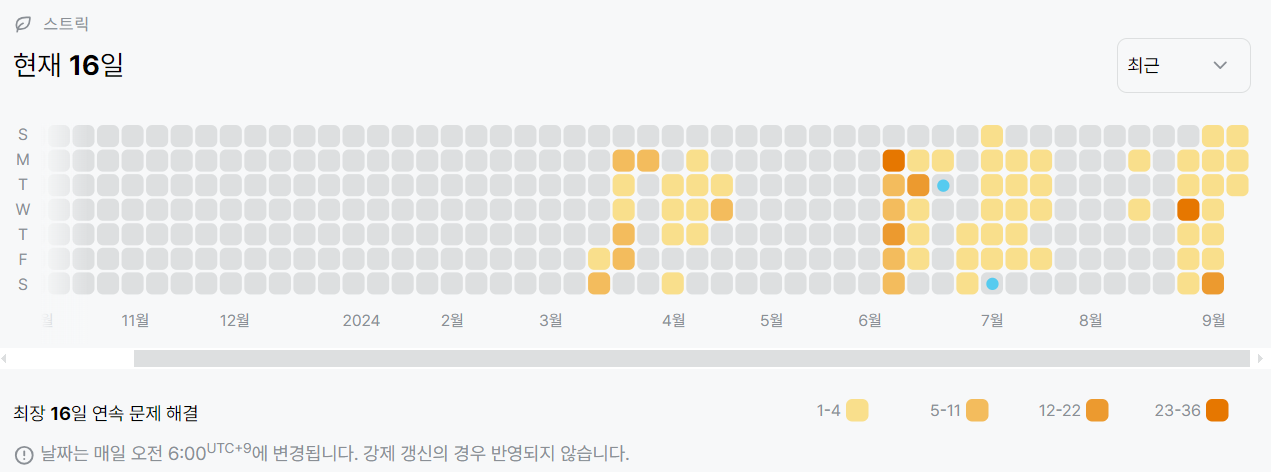 스트릭
현재 16일
최근
S
M
T
W
T
F
S
월 11월 12월 2024 2월 3월 4월 5월 6월 7월 8월 9월
최장 16일 연속 문제 해결
1-4 5-11 12-22 23-36
날짜는 매일 오전 6:00UTC+9에 변경됩니다. 강제 갱신의 경우 반영되지 않습니다.